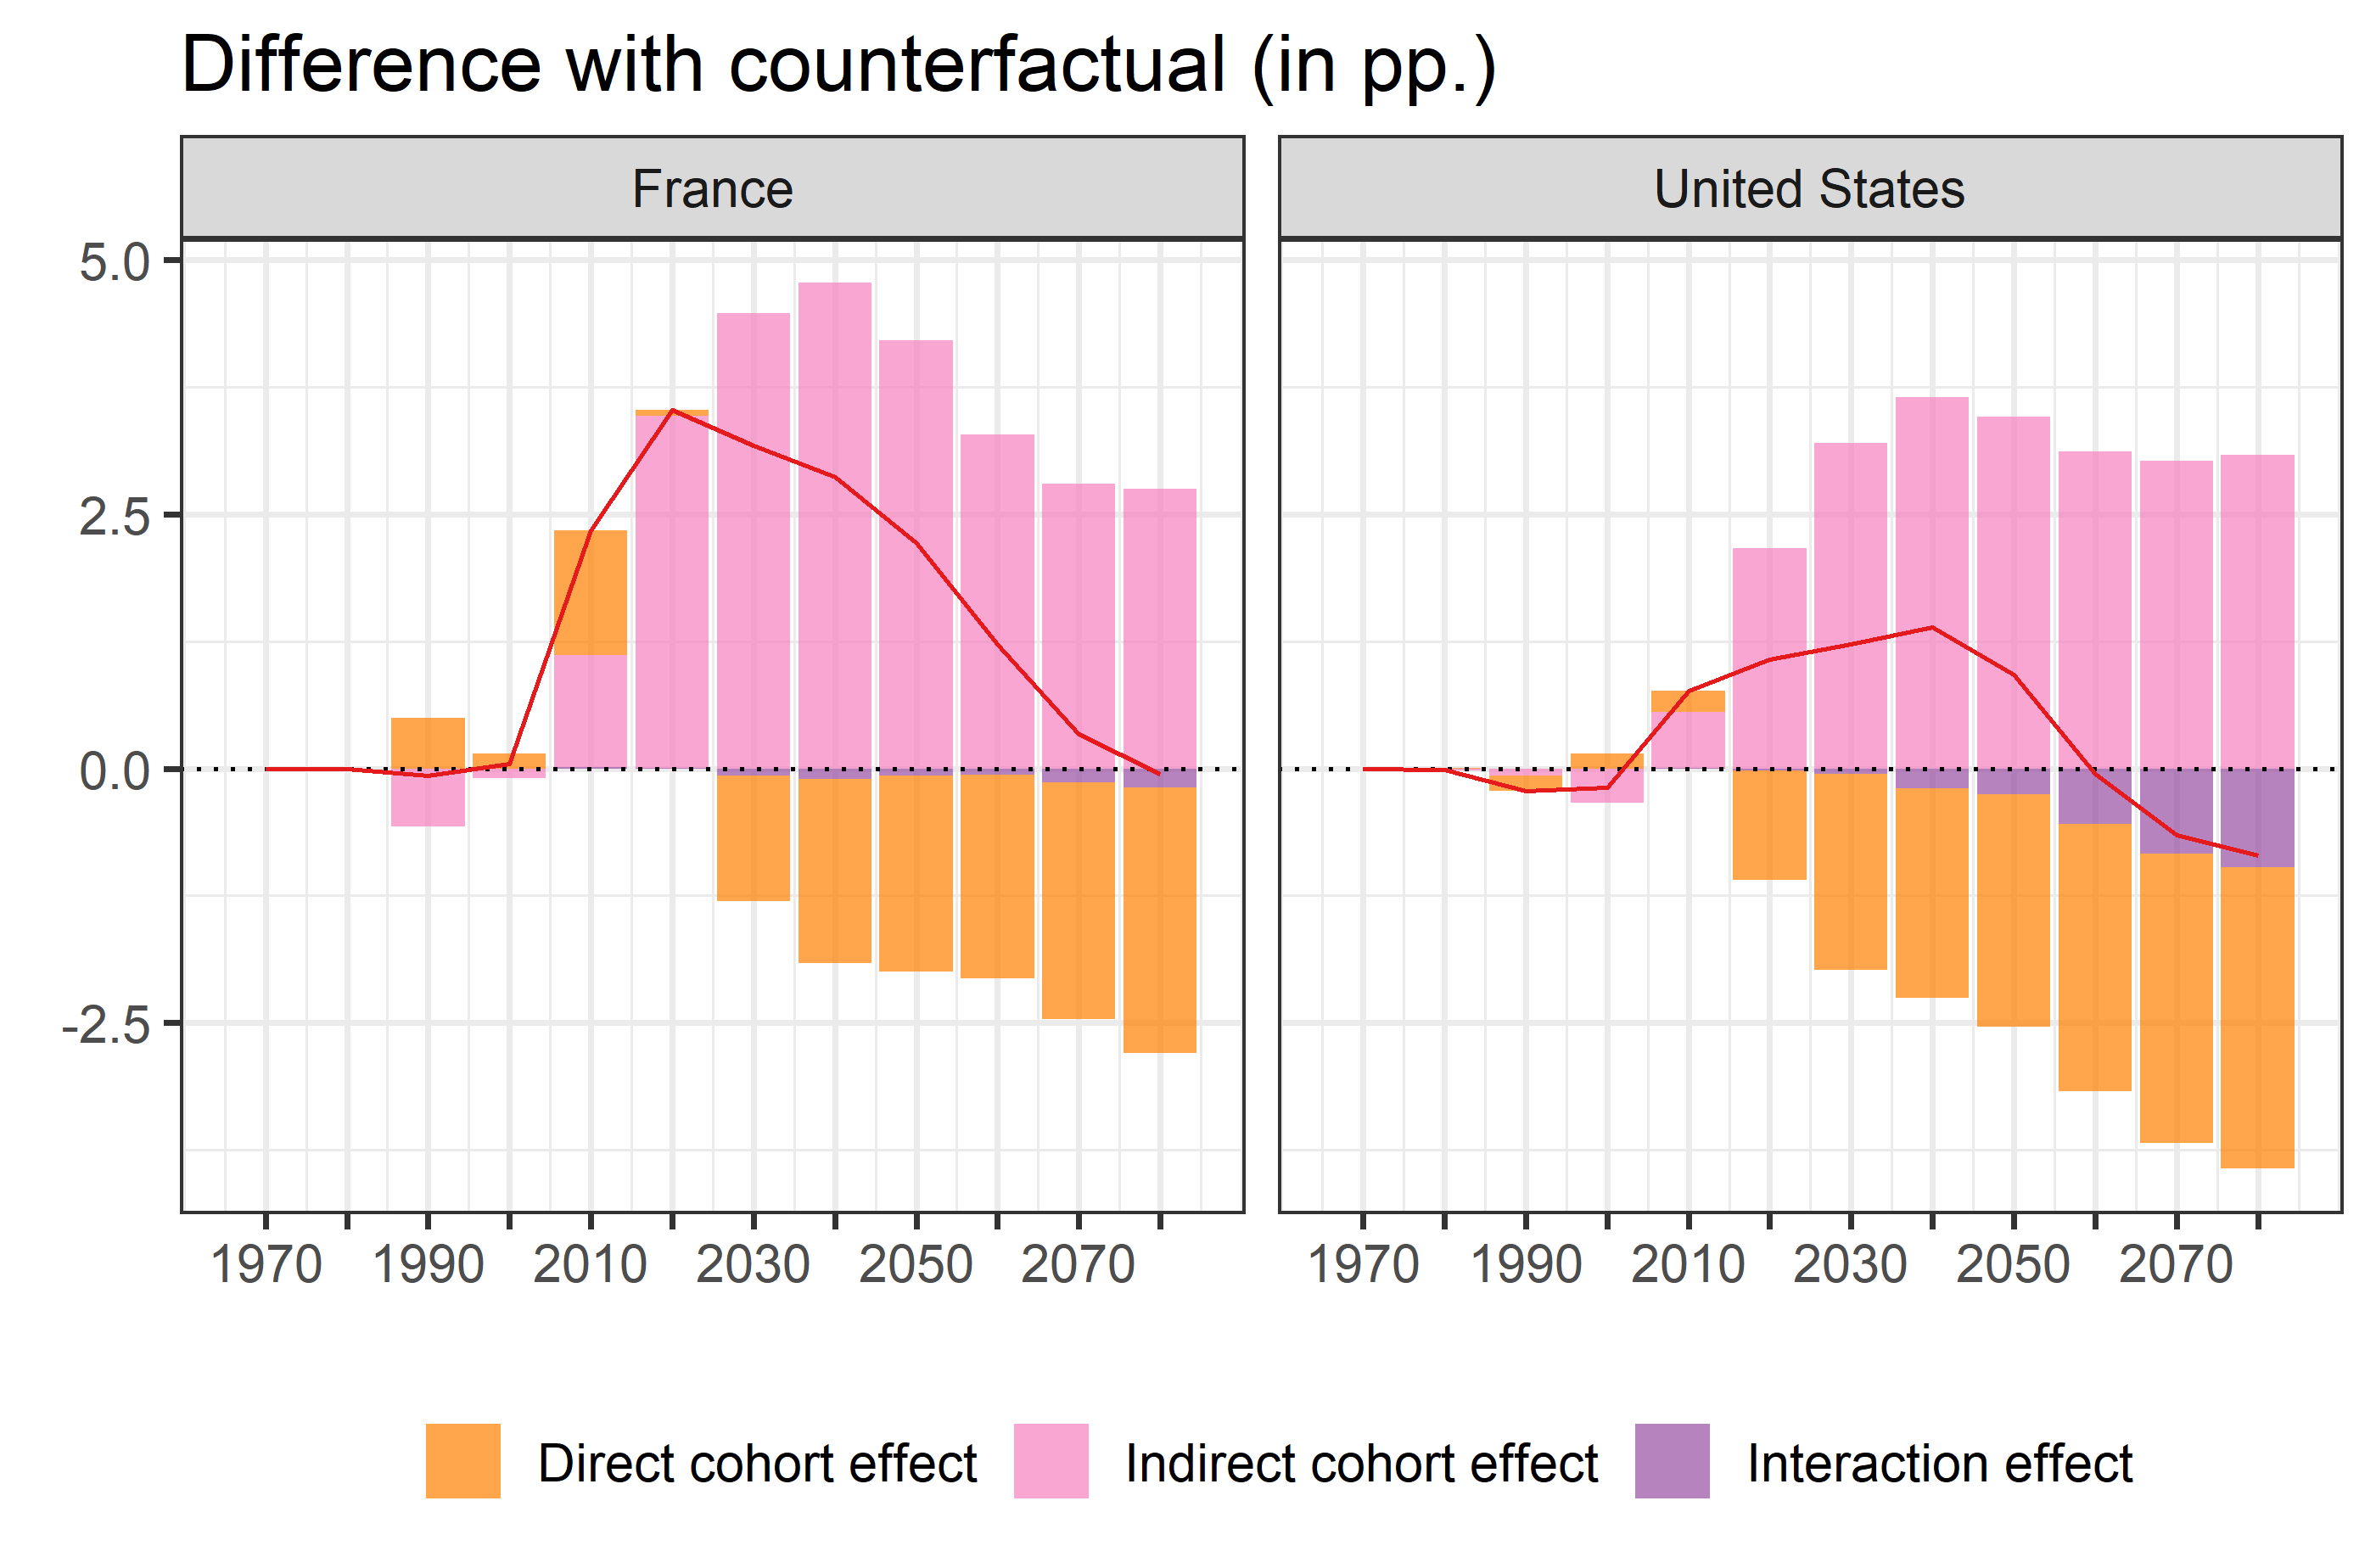 Difference with counterfactual (in pp.)
France United States
5.0
2.5
0.0
-2.5
1970 1990 2010 2030 2050 2070 1970 1990 2010 2030 2050 2070
Direct cohort effect Indirect cohort effect Interaction effect